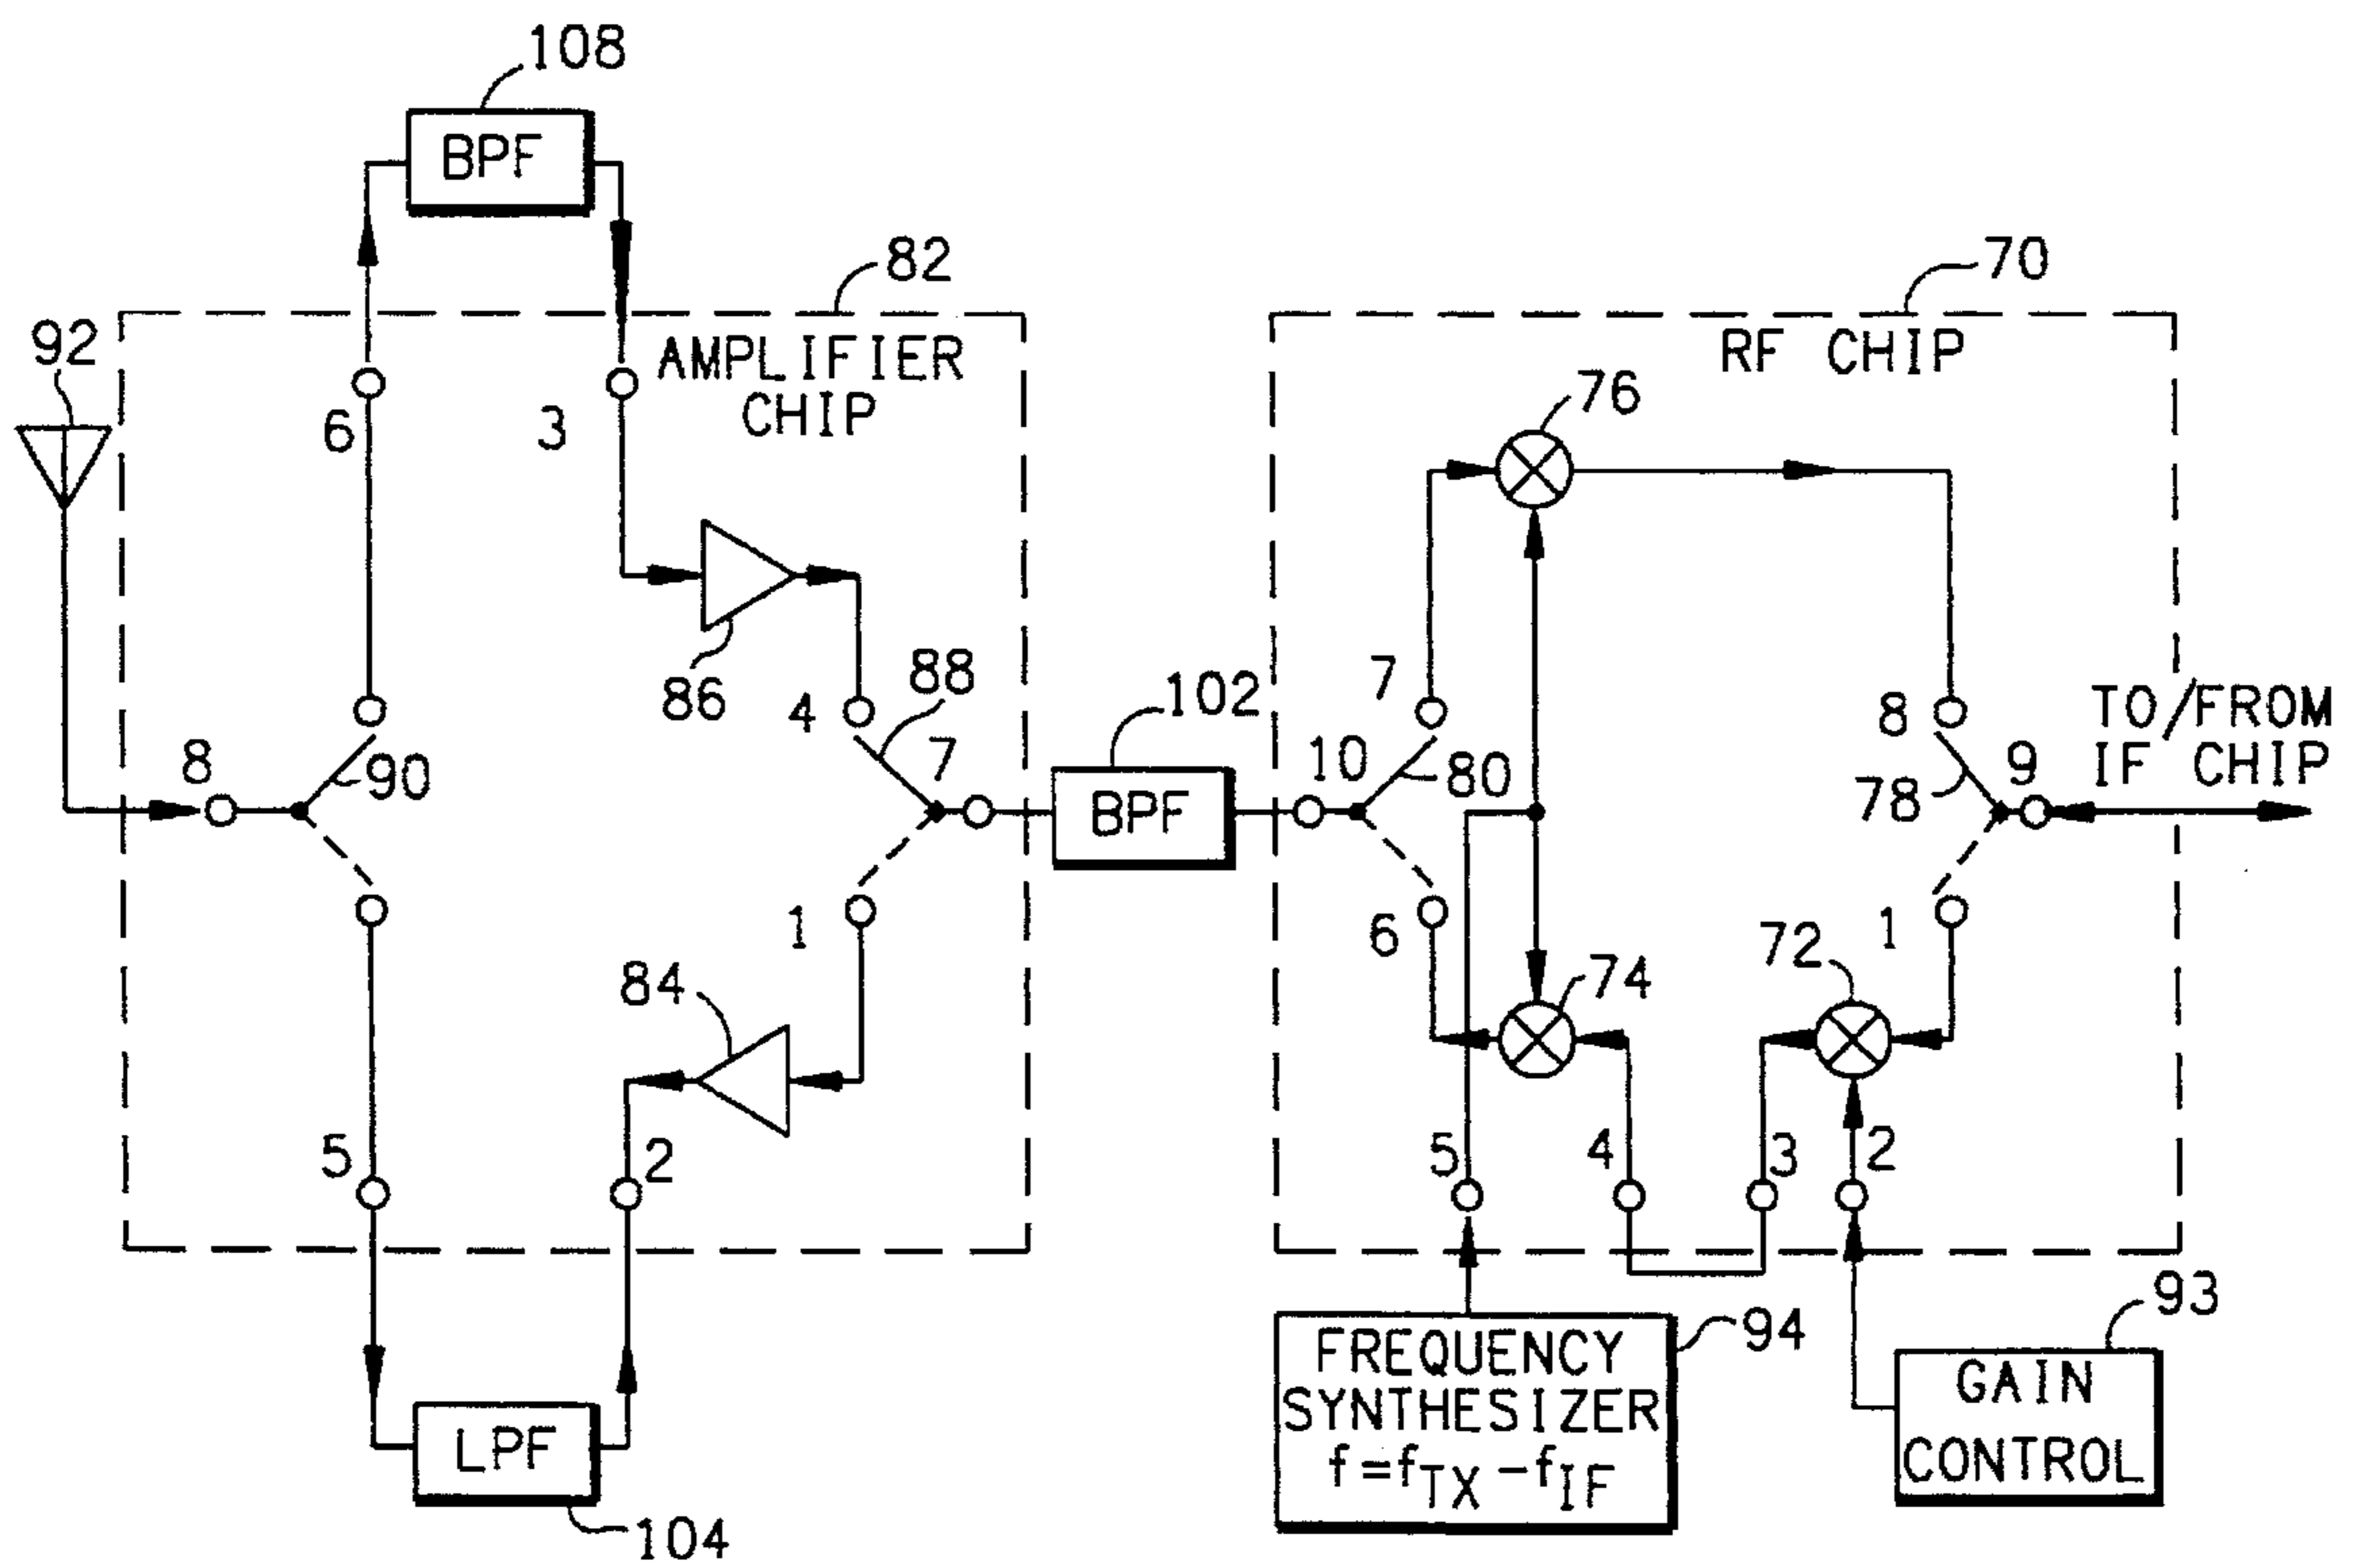 108
BPF
82
70
92
AMPLIFIER
CHIP
RF CHIP
76
6
3
86
88
102
7
8
TO/FROM
IF CHIP
4
7
8
90
10
80
9
78
BPF
1
6
1
84
74
72
5
2
5
4
3
2
93
94
FREQUENCY
SYNTHESIZER
f=fTX-fIF
GAIN
CONTROL
LPF
104